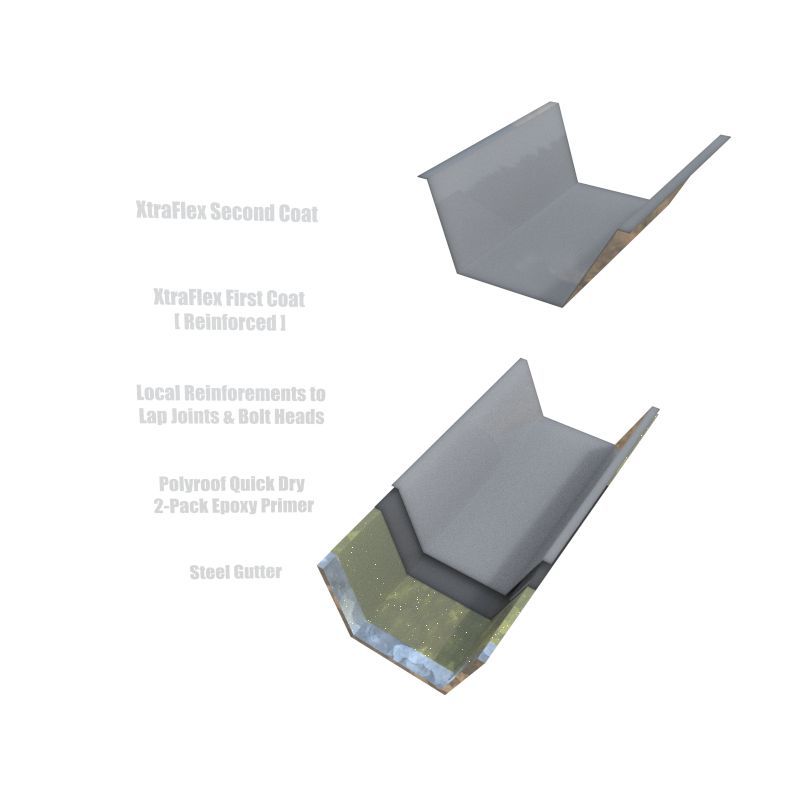 XtraFlex Second Coat
XtraFlex First Coat
[ Reinforced ]
Local Reinforements to
Lap Joints & Bolt Heads
Polyroof Quick Dry
2-Pack Epoxy Primer
Steel Gutter